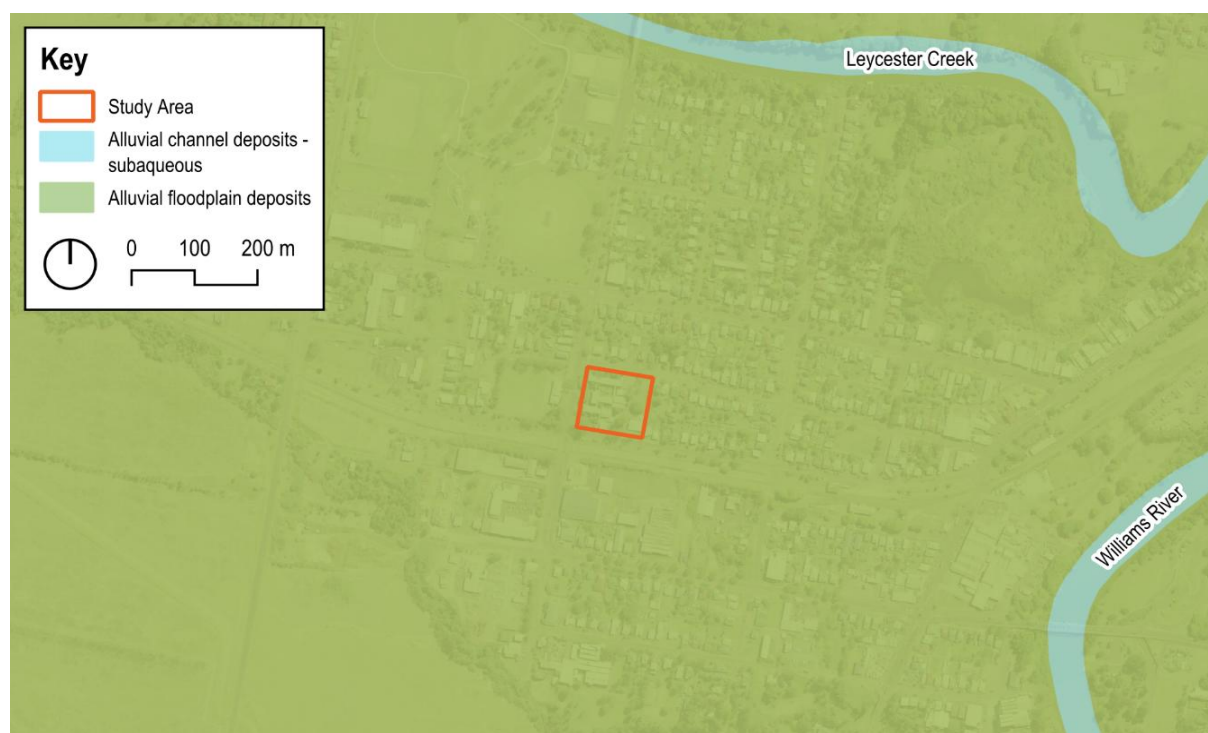 Key
Study Area
Alluvial channel deposits -
subaqueous
Alluvial floodplain deposits
0 100 200 m
Leycester Creek
Williams River